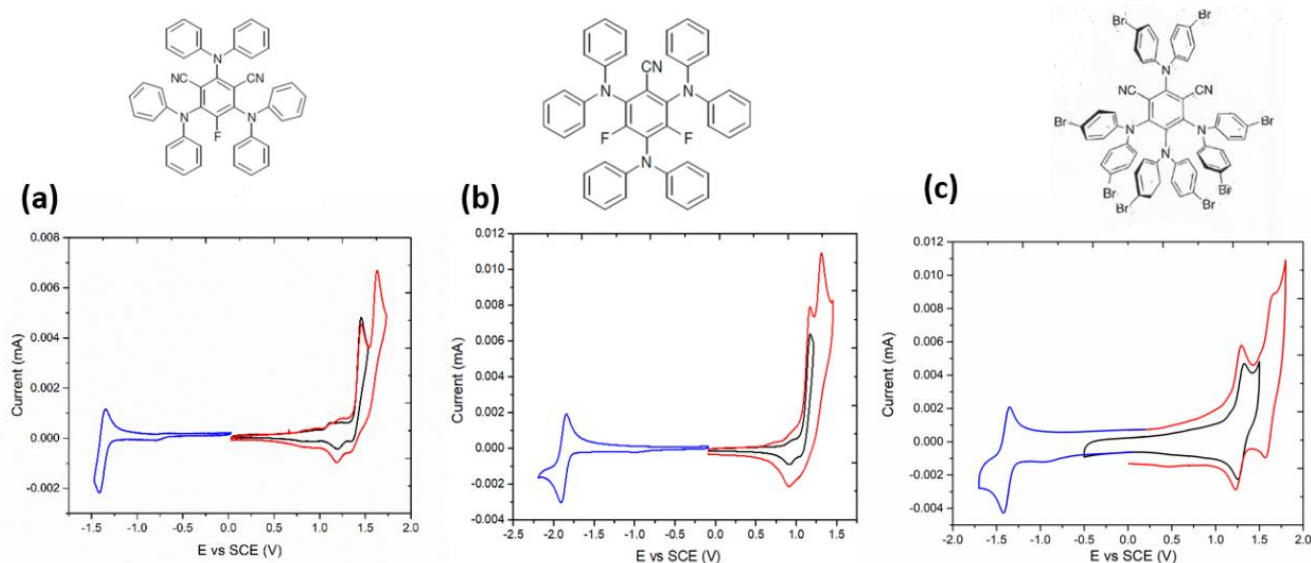 N
NC CN
N N
F
(a)
Current (mA)
0.008
0.006
0.004
0.002
0.000
-0.002
-1.5 -1.0 -0.5 0.0 0.5 1.0 1.5 2.0
E vs SCE (V)
CN
N N
F F
N
(b)
Current (mA)
0.012
0.010
0.008
0.006
0.004
0.002
0.000
-0.002
-0.004
-2.5 -2.0 -1.5 -1.0 -0.5 0.0 0.5 1.0 1.5
E vs SCE (V)
Br Br
N
NC CN
Br N N Br
N
Br Br
Br Br
(c)
Current (mA)
0.012
0.010
0.008
0.006
0.004
0.002
0.000
-0.002
-0.004
-2.0 -1.5 -1.0 -0.5 0.0 0.5 1.0 1.5 2.0
E vs SCE (V)